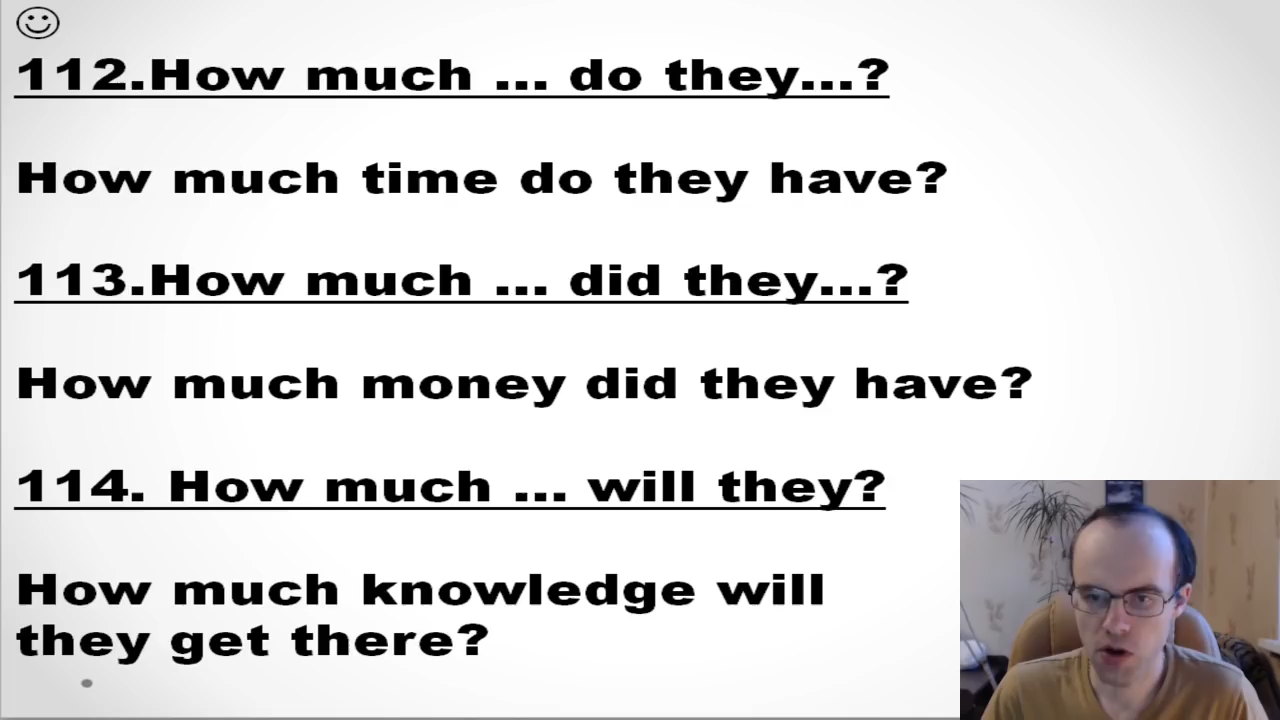 112.How much ... do they...?
How much time do they have?
113.How much ... did they...?
How much money did they have?
114. How much ... will they?
How much knowledge will
they get there?